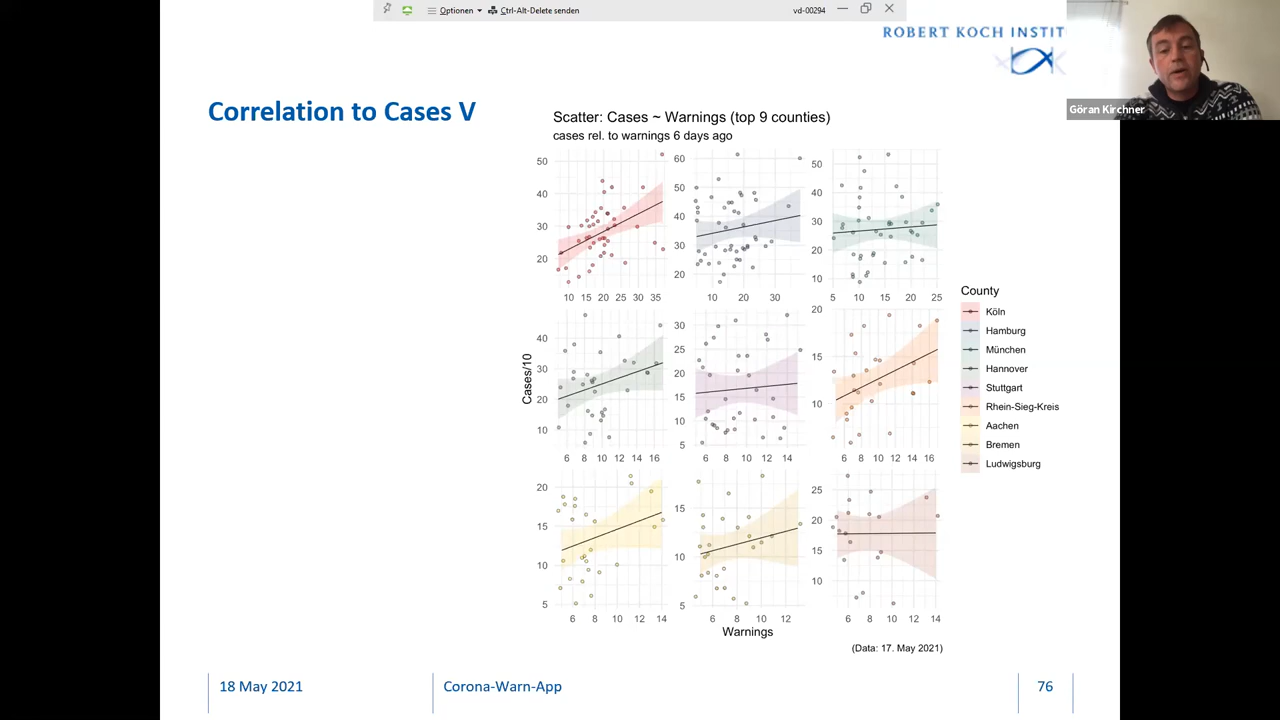 Optionen
Ctrl-Alt-Delete senden
vd-00294
ROBERT KOCH INSTIT
Göran Kirchner
Correlation to Cases V
Scatter: Cases ~ Warnings (top 9 counties)
cases rel. to warnings 6 days ago
50
40
30
20
10 15 20 25 30 35
60
50
40
30
20
10 20 30
50
40
30
20
10
5 10 15 20 25
Cases/10
40
30
20
10
6 8 10 12 14 16
30
25
20
15
10
5
6 8 10 12 14
20
15
10
6 8 10 12 14 16
20
15
10
5
6 8 10 12 14
15
10
5
6 8 10 12
25
20
15
10
6 8 10 12 14
Warnings
County
Köln
Hamburg
München
Hannover
Stuttgart
Rhein-Sieg-Kreis
Aachen
Bremen
Ludwigsburg
(Data: 17. May 2021)
18 May 2021
Corona-Warn-App
76